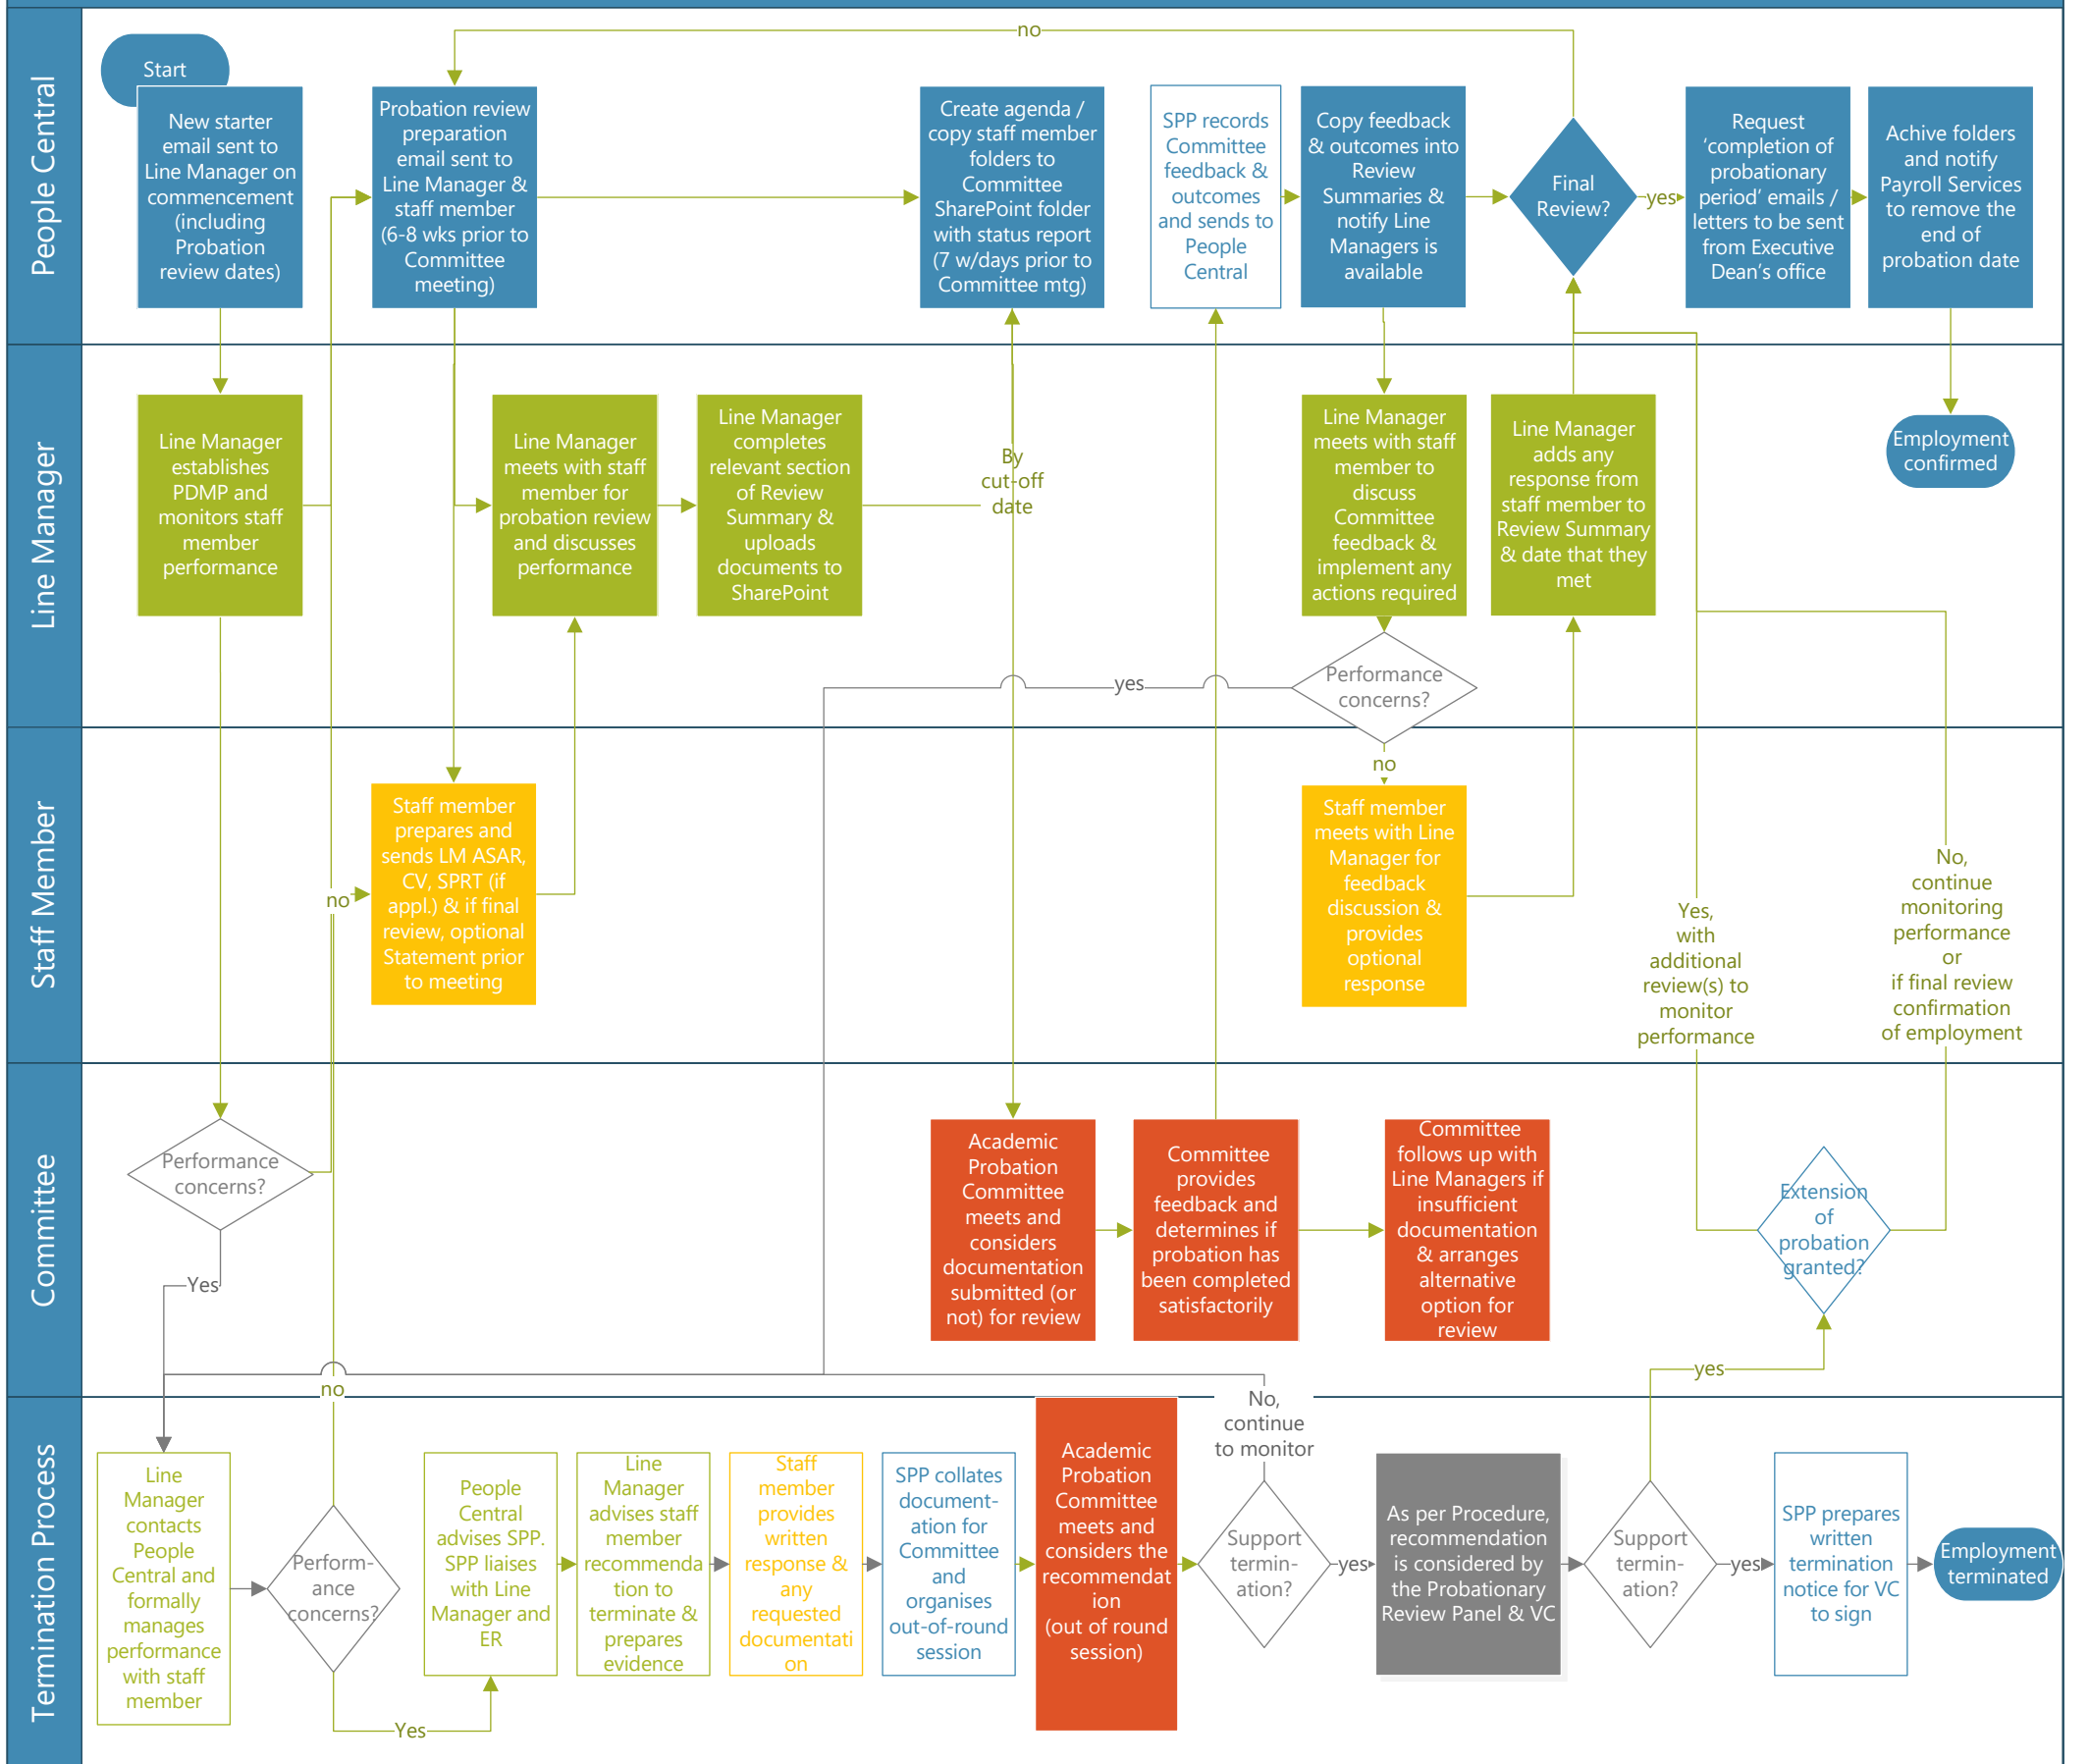 People Central
Start
New starter
email sent to
Line Manager on
commencement
(including
Probation
review dates)
Probation review
preparation
email sent to
Line Manager &
staff member
(6-8 wks prior to
Committee
meeting)
no
Create agenda /
copy staff member
folders to
Committee
SharePoint folder
with status report
(7 w/days prior to
Committee mtg)
SPP records
Committee
feedback &
outcomes
and sends to
People
Central
Copy feedback
& outcomes into
Review
Summaries &
notify Line
Managers is
available
Final
Review?
yes
Request
‘completion of
probationary
period’ emails /
letters to be sent
from Executive
Dean’s office
Achive folders
and notify
Payroll Services
to remove the
end of
probation date
Line Manager
Line Manager
establishes
PDMP and
monitors staff
member
performance
Line Manager
meets with staff
member for
probation review
and discusses
performance
Line Manager
completes
relevant section
of Review
Summary &
uploads
documents to
SharePoint
By
cut-off
date
Line Manager
meets with staff
member to
discuss
Committee
feedback &
implement any
actions required
Line Manager
adds any
response from
staff member to
Review Summary
& date that they
met
Employment
confirmed
Performance
concerns?
yes
no
Staff Member
no
Staff member
prepares and
sends LM ASAR,
CV, SPRT (if
appl.) & if final
review, optional
Statement prior
to meeting
Staff member
meets with Line
Manager for
feedback
discussion &
provides
optional
response
Yes,
with
additional
review(s) to
monitor
performance
No,
continue
monitoring
performance
or
if final review
confirmation
of employment
Committee
Performance
concerns?
Yes
no
Academic
Probation
Committee
meets and
considers
documentation
submitted (or
not) for review
Committee
provides
feedback and
determines if
probation has
been completed
satisfactorily
Committee
follows up with
Line Managers if
insufficient
documentation
& arranges
alternative
option for
review
Extension
of
probation
granted?
yes
Termination Process
Line
Manager
contacts
People
Central and
formally
manages
performance
with staff
member
Perform-
ance
concerns?
Yes
People
Central
advises SPP.
SPP liaises
with Line
Manager and
ER
Line
Manager
advises staff
member
recommenda
tion to
terminate &
prepares
evidence
Staff
member
provides
written
response &
any
requested
documentati
on
SPP collates
document-
ation for
Committee
and
organises
out-of-round
session
Academic
Probation
Committee
meets and
considers the
recommendat
ion
(out of round
session)
No,
continue
to monitor
Support
termin-
ation?
yes
As per Procedure,
recommendation
is considered by
the Probationary
Review Panel & VC
Support
termin-
ation?
yes
SPP prepares
written
termination
notice for VC
to sign
Employment
terminated